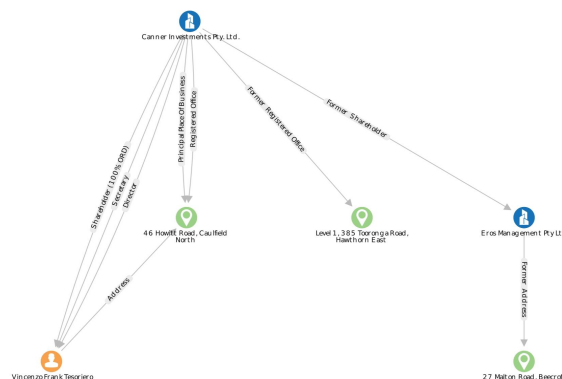 Canner Investments Pty. Ltd.
Former Shareholder
Former Registered Office
Principal Place Of Business
Registered Office
Shareholder (100% ORD)
Secretary
Director
46 Howitt Road, Caulfield
North
Level 1, 385 Tooronga Road,
Hawthorn East
Eros Management Pty Lt
Address
Former Address
Vincenzo Frank Tesoriero
27 Malton Road, Beecrof